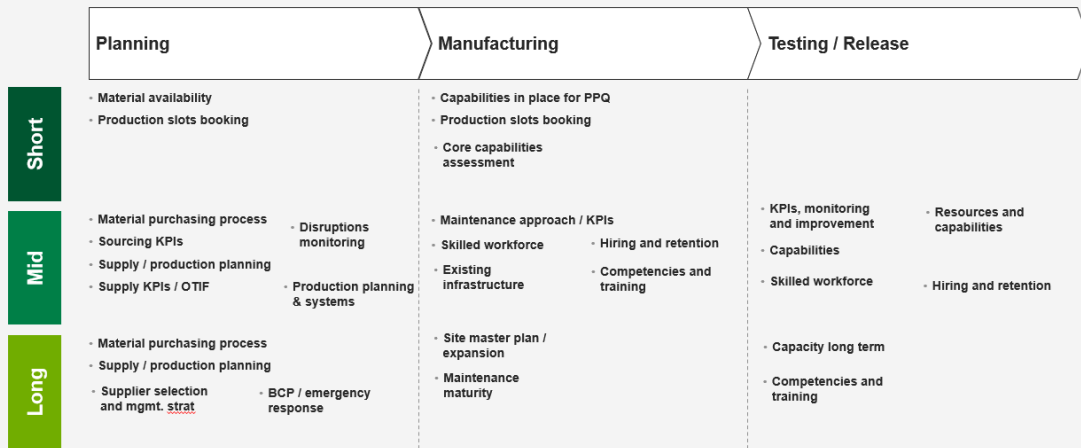 Planning
Manufacturing
Testing / Release
Short
Material availability
Production slots booking
Capabilities in place for PPQ
Production slots booking
Core capabilities
assessment
Mid
Material purchasing process
Sourcing KPIs
Supply / production planning
Supply KPIs / OTIF
Disruptions
monitoring
Production planning
& systems
Maintenance approach / KPIs
Skilled workforce
Existing
infrastructure
Hiring and retention
Competencies and
training
KPIs, monitoring
and improvement
Capabilities
Skilled workforce
Resources and
capabilities
Hiring and retention
Long
Material purchasing process
Supply / production planning
Supplier selection
and mgmt. strat
BCP / emergency
response
Site master plan /
expansion
Maintenance
maturity
Capacity long term
Competencies and
training